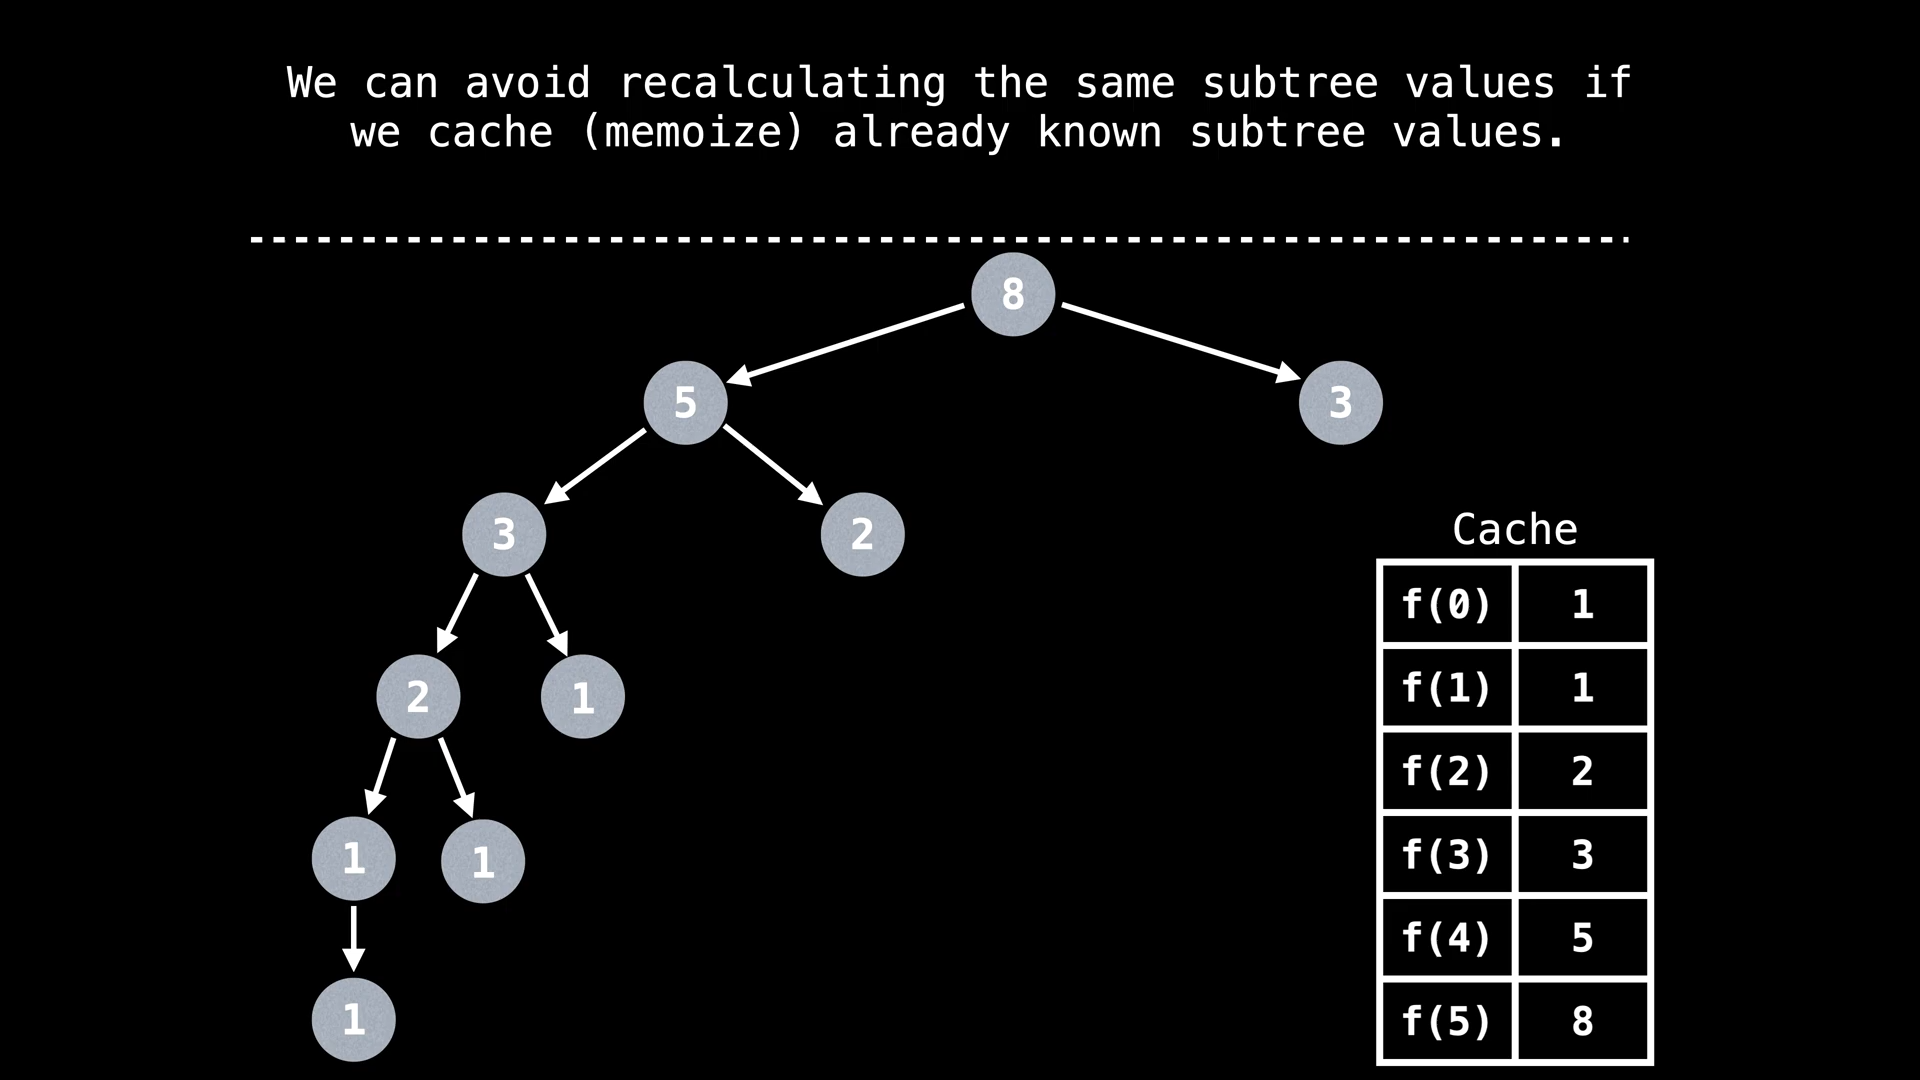 We can avoid recalculating the same subtree values if
we cache (memoize) already known subtree values.
8
5
3
3
2
2
1
1
1
1
Cache
f(0) 1
f(1) 1
f(2) 2
f(3) 3
f(4) 5
f(5) 8